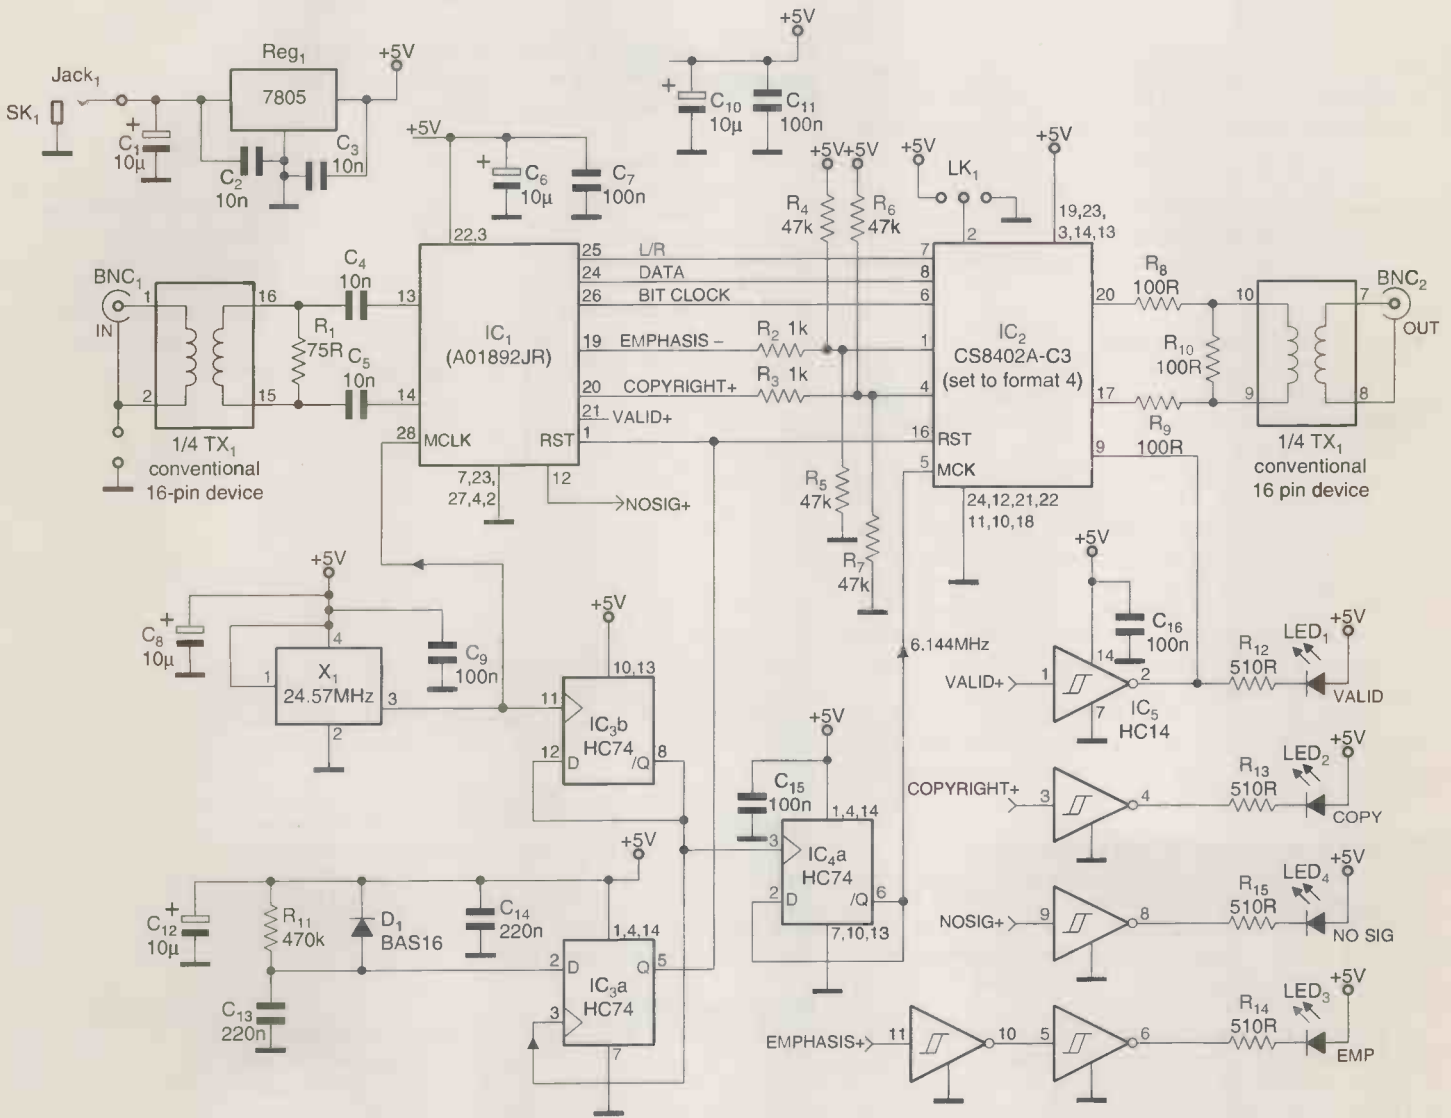 +5V
Reg₁
+5V
Jack₁
7805
SK₁
+
C₁
10µ
C₂
10n
C₃
10n
+
C₁₀
10µ
C₁₁
100n
+5V
+
C₆
10µ
C₇
100n
+5V
+5V
+5V
LK₁
+5V
R₄
47k
R₆
47k
19,23,
3,14,13
22,3
2
BNC₁
IN
1
2
16
15
R₁
75R
C₄
10n
C₅
10n
13
14
28
MCLK
IC₁
(A01892JR)
RST
25
L/R
7
24
DATA
8
26
BIT CLOCK
6
19
EMPHASIS –
R₂ 1k
1
20
COPYRIGHT+
R₃ 1k
4
21
VALID+
1
16
RST
5
MCK
IC₂
CS8402A-C3
(set to format 4)
20
17
9
R₈
100R
R₁₀
100R
R₉
100R
10
9
7
8
BNC₂
OUT
1/4 TX₁
conventional
16-pin device
1/4 TX₁
conventional
16 pin device
7,23,
27,4,2
12
NOSIG+
R₅
47k
R₇
47k
24,12,21,22
11,10,18
+5V
C₈
+
10µ
4
1
X₁
24.57MHz
3
2
C₉
100n
+5V
10,13
11
12
D
IC₃b
HC74
/Q
8
6.144MHz
+5V
C₁₆
100n
VALID+
1
14
2
7
IC₅
HC14
R₁₂
510R
LED₁
+5V
VALID
+5V
C₁₅
100n
1,4,14
3
2
D
IC₄a
HC74
/Q
6
7,10,13
COPYRIGHT+
3
4
R₁₃
510R
LED₂
+5V
COPY
+5V
C₁₂
+
10µ
R₁₁
470k
D₁
BAS16
C₁₄
220n
1,4,14
2
D
Q
5
IC₃a
HC74
3
7
C₁₃
220n
NOSIG+
9
8
R₁₅
510R
LED₄
+5V
NO SIG
EMPHASIS+
11
10
5
6
R₁₄
510R
LED₃
+5V
EMP